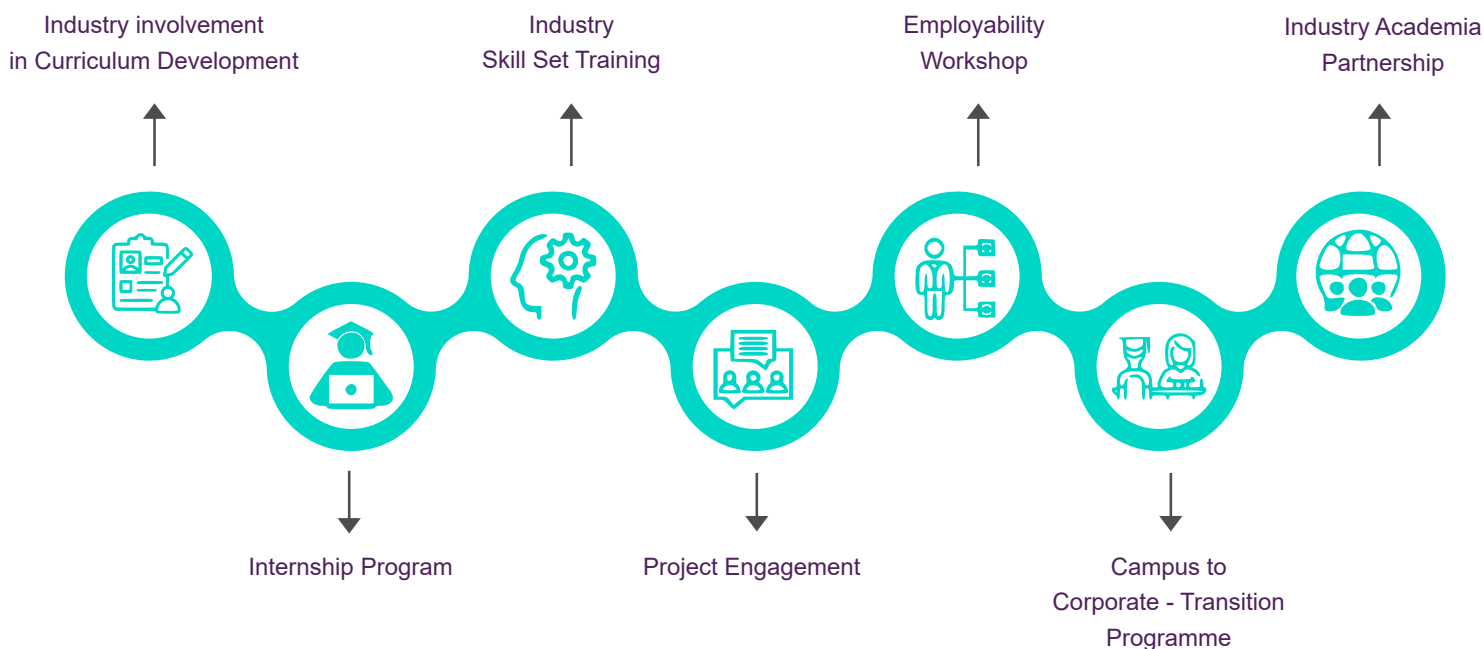 Industry involvement
in Curriculum Development
Industry
Skill Set Training
Employability
Workshop
Industry Academia
Partnership
Internship Program
Project Engagement
Campus to
Corporate - Transition
Programme